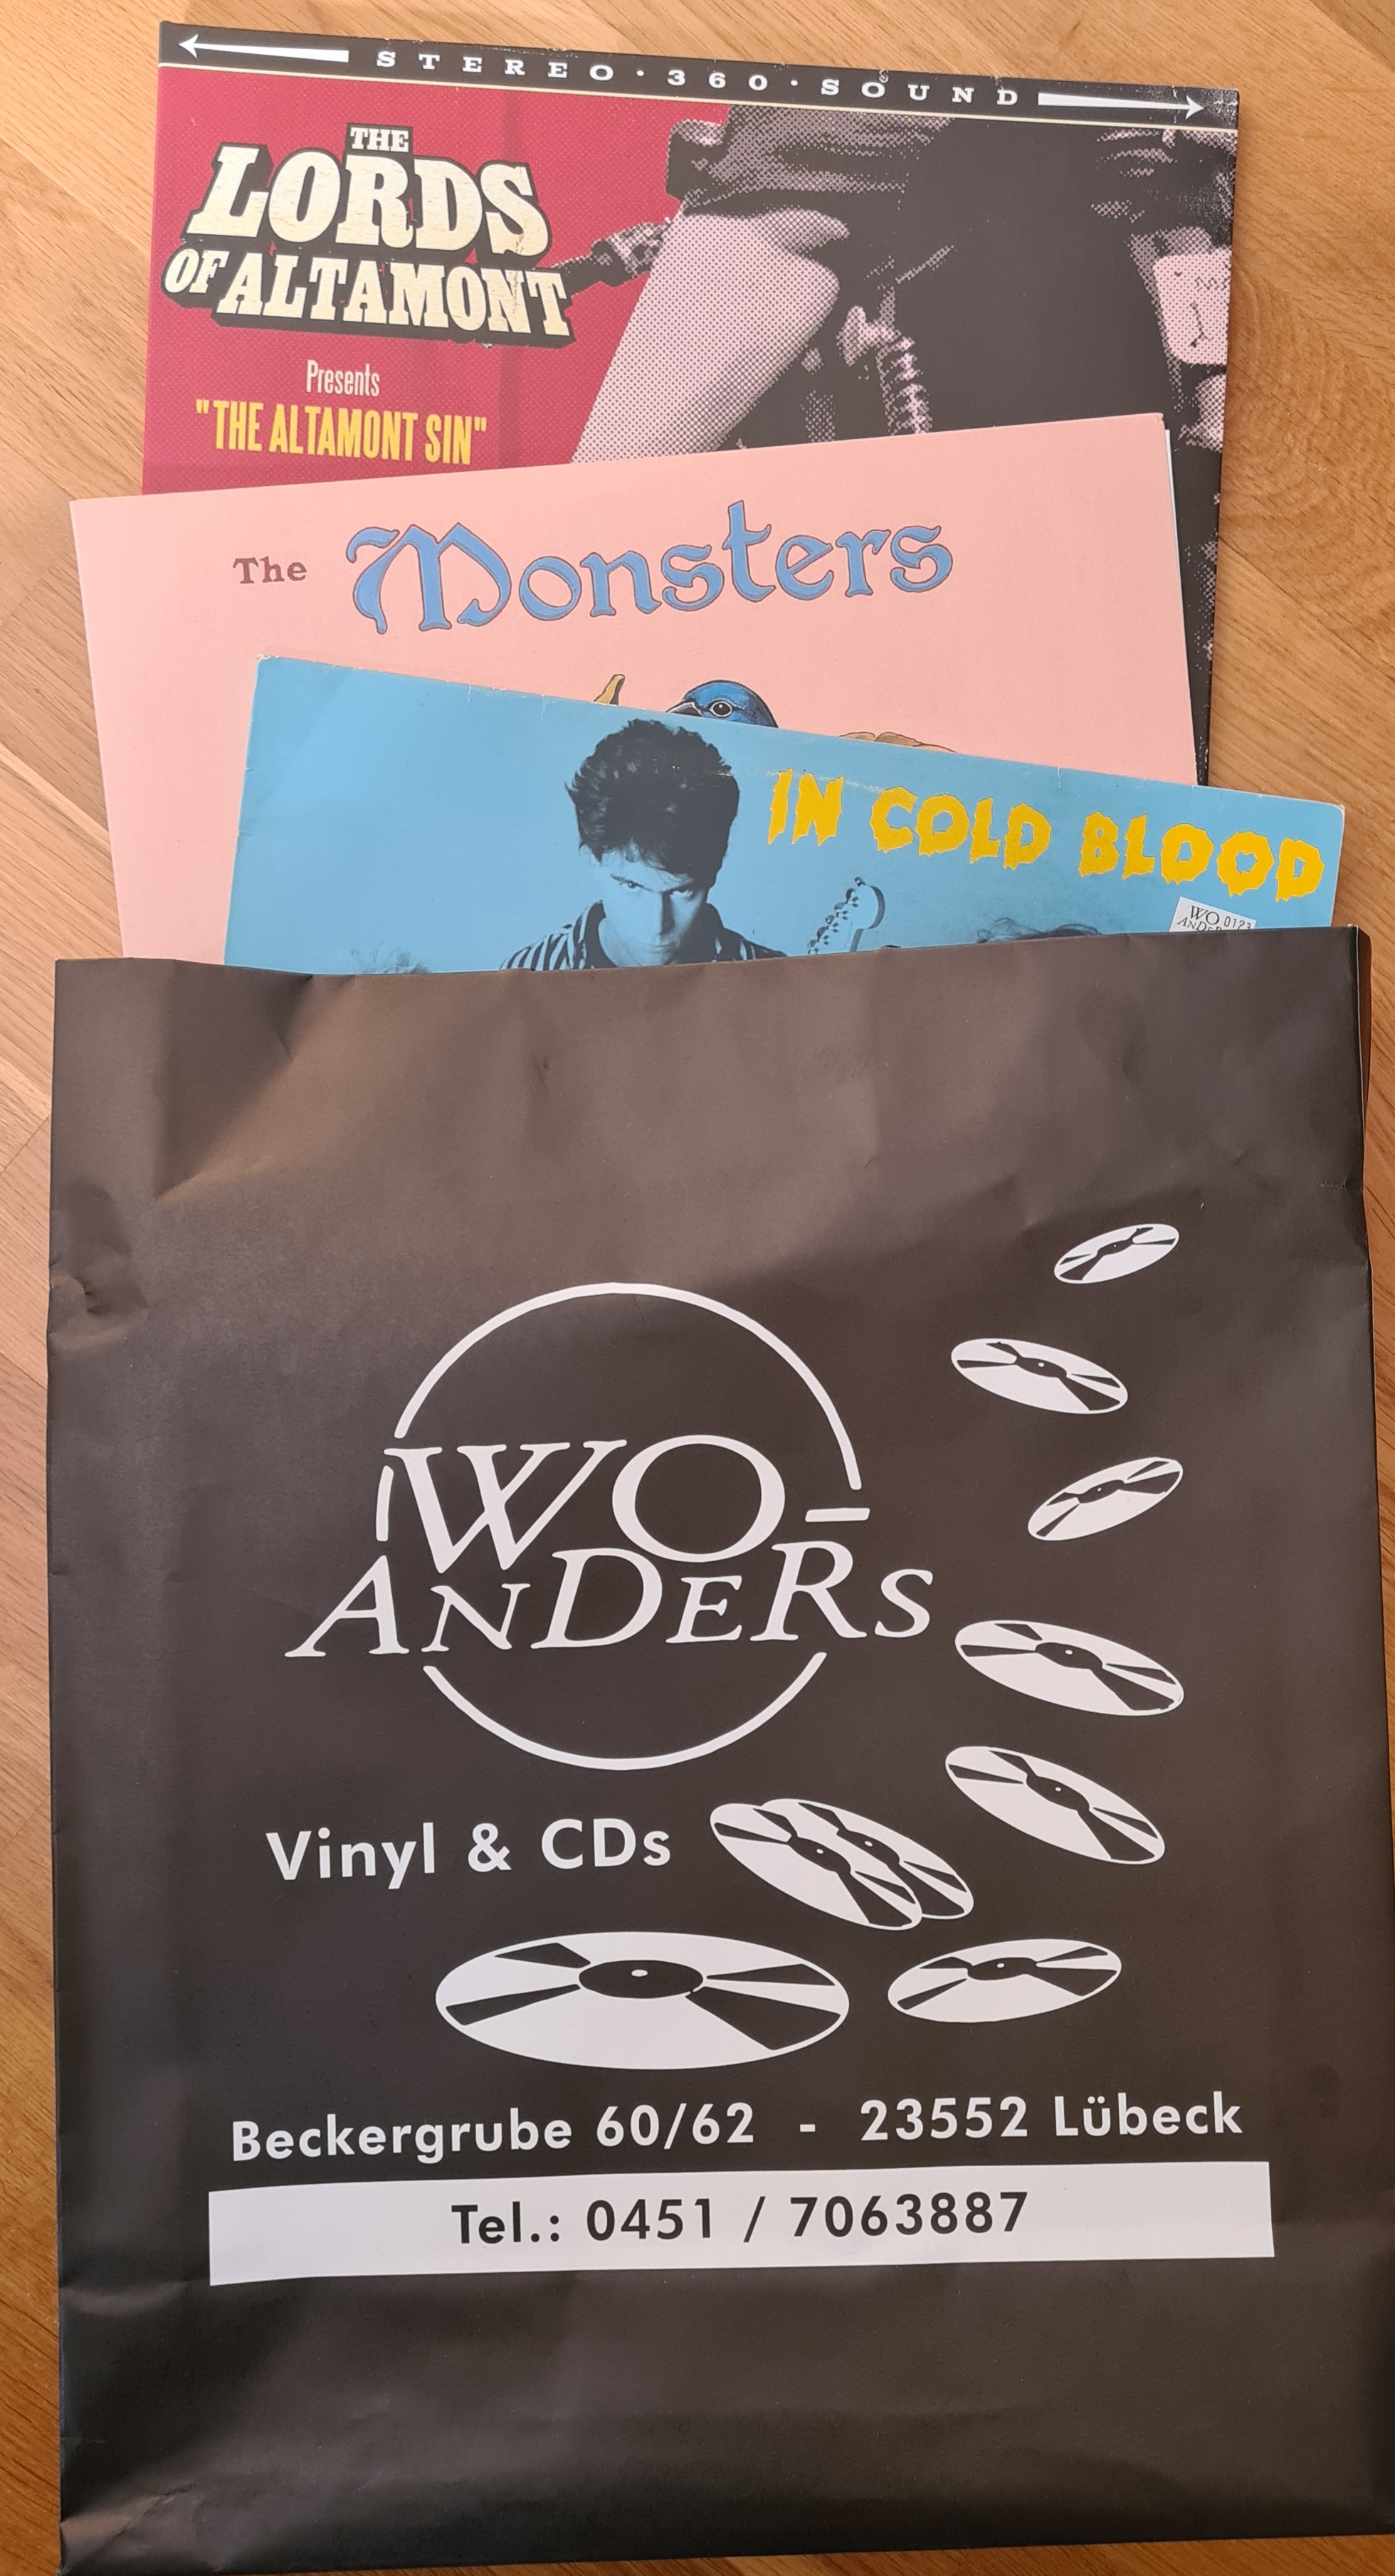 STEREO · 360 · SOUND
THE
LORDS
OF ALTAMONT
Presents
"THE ALTAMONT SIN"
The Monsters
IN COLD BLOOD
WO 0123
WO-
ANDERS
Vinyl & CDs
Beckergrube 60/62 - 23552 Lübeck
Tel.: 0451 / 7063887